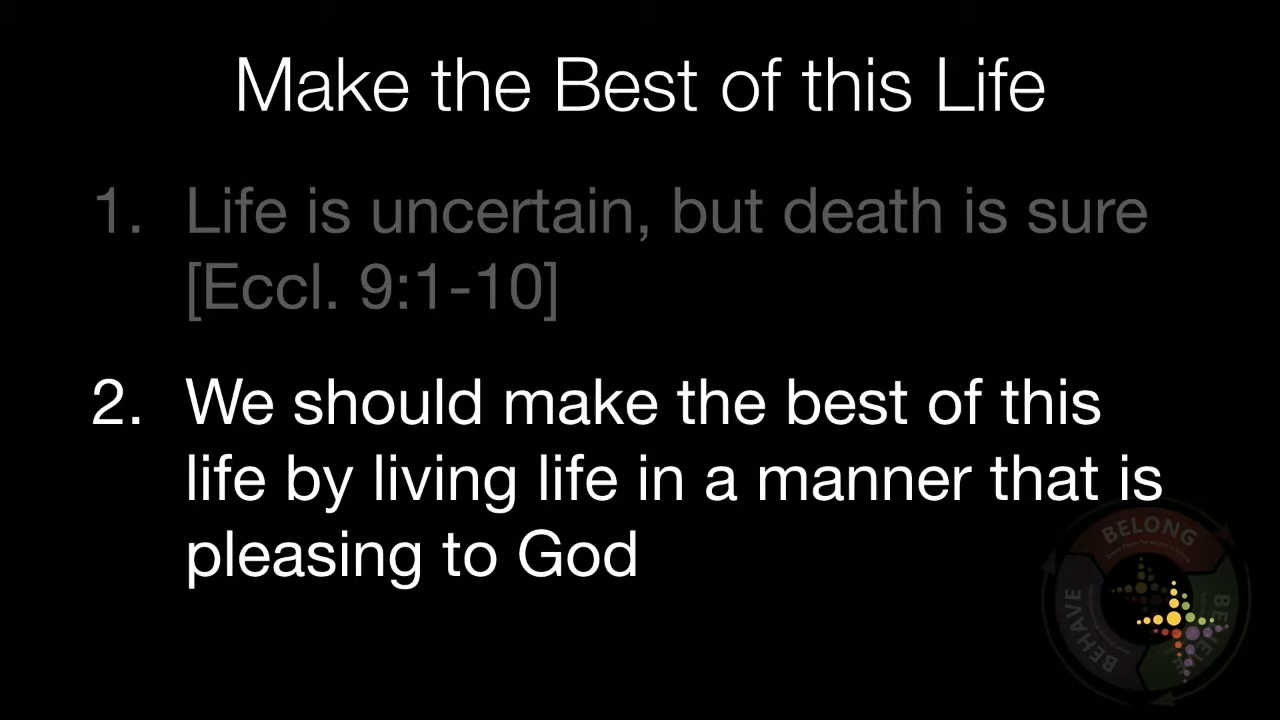 Make the Best of this Life
1. Life is uncertain, but death is sure
[Eccl. 9:1-10]
2. We should make the best of this
life by living life in a manner that is
pleasing to God
BELONG
BEHAVE
BELIEVE